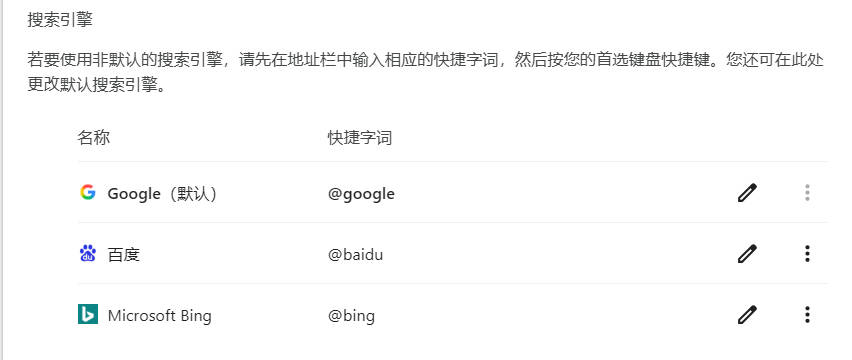 搜索引擎
若要使用非默认的搜索引擎，请先在地址栏中输入相应的快捷字词，然后按您的首选键盘快捷键。您还可在此处
更改默认搜索引擎。
名称 快捷字词
Google（默认） @google
百度 @baidu
Microsoft Bing @bing